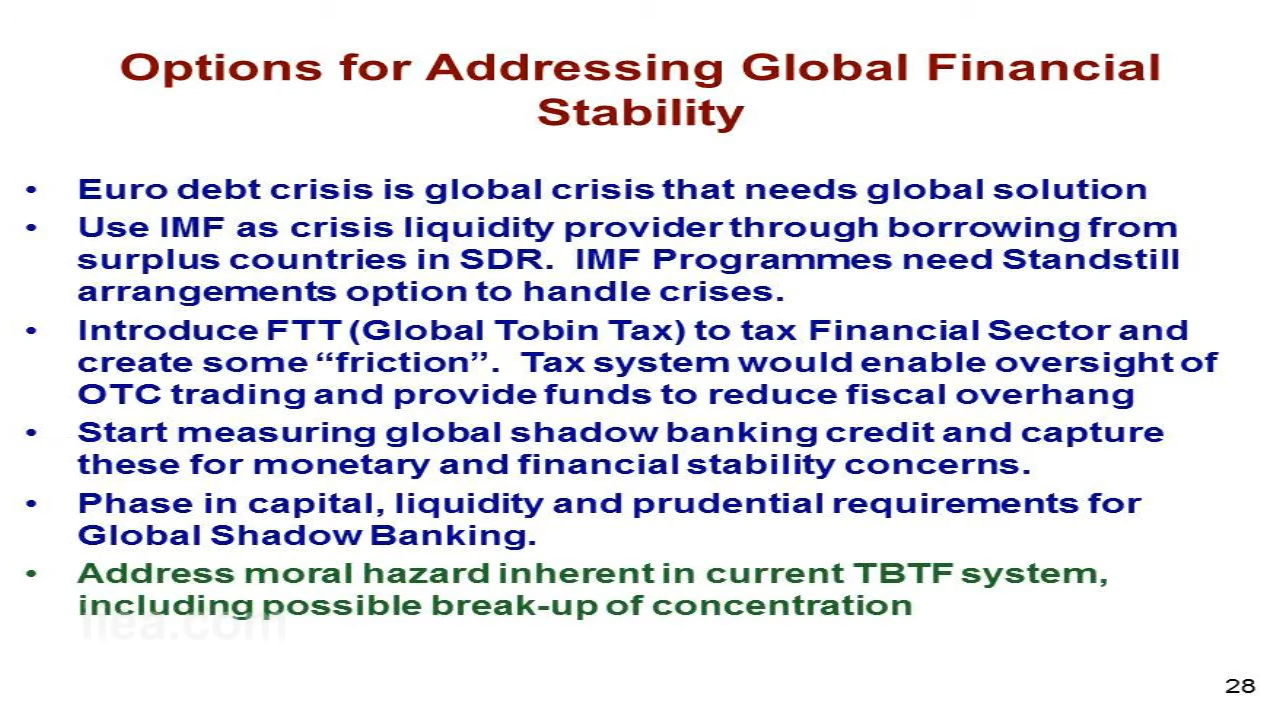 Options for Addressing Global Financial
Stability
• Euro debt crisis is global crisis that needs global solution
• Use IMF as crisis liquidity provider through borrowing from
surplus countries in SDR. IMF Programmes need Standstill
arrangements option to handle crises.
• Introduce FTT (Global Tobin Tax) to tax Financial Sector and
create some “friction”. Tax system would enable oversight of
OTC trading and provide funds to reduce fiscal overhang
• Start measuring global shadow banking credit and capture
these for monetary and financial stability concerns.
• Phase in capital, liquidity and prudential requirements for
Global Shadow Banking.
• Address moral hazard inherent in current TBTF system,
including possible break-up of concentration
28